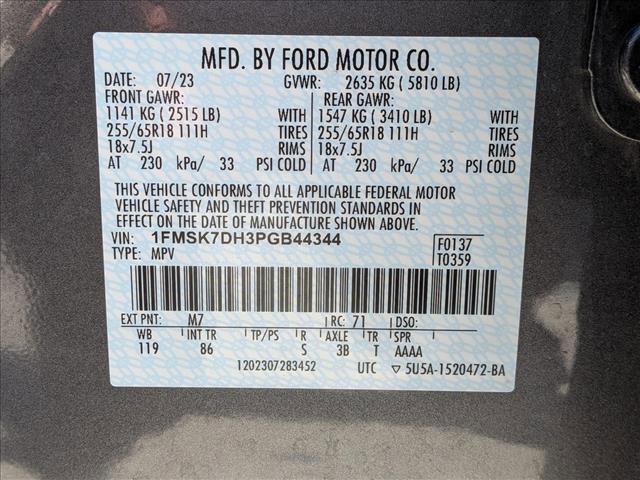 MFD. BY FORD MOTOR CO.
DATE: 07/23 GVWR: 2635 KG ( 5810 LB)
FRONT GAWR: REAR GAWR:
1141 KG ( 2515 LB) WITH 1547 KG ( 3410 LB) WITH
255/65R18 111H TIRES 255/65R18 111H TIRES
18x7.5J RIMS 18x7.5J RIMS
AT 230 kPa/ 33 PSI COLD AT 230 kPa/ 33 PSI COLD
THIS VEHICLE CONFORMS TO ALL APPLICABLE FEDERAL MOTOR
VEHICLE SAFETY AND THEFT PREVENTION STANDARDS
IN EFFECT ON THE DATE OF MANUFACTURE SHOWN ABOVE.
VIN: 1FMSK7DH3PGB44344 F0137
TYPE: MPV T0359
EXT PNT: M7 RC: 71 DSO:
WB INT TR TP/PS R AXLE TR SPR
119 86 S 3B T AAAA
1202307283452 UTC ▽ 5U5A-1520472-BA